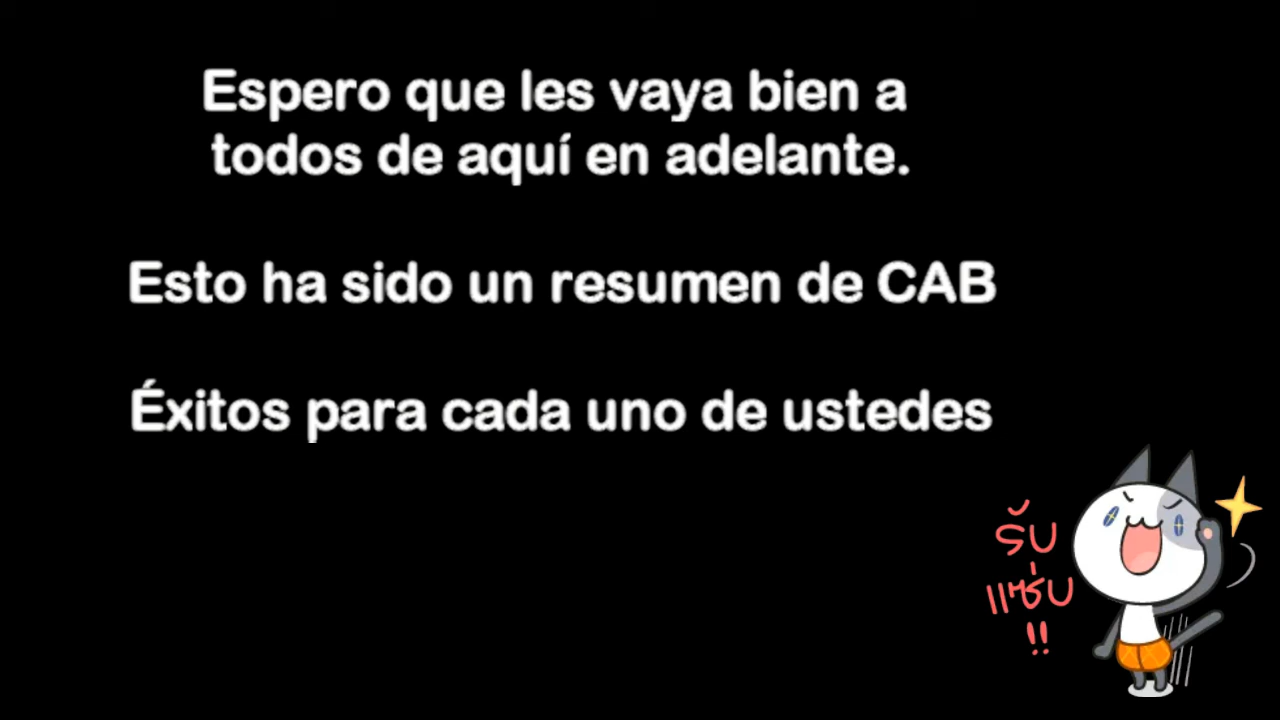 Espero que les vaya bien a
todos de aquí en adelante.
Esto ha sido un resumen de CAB
Éxitos para cada uno de ustedes
รับ
แซ่บ
!!